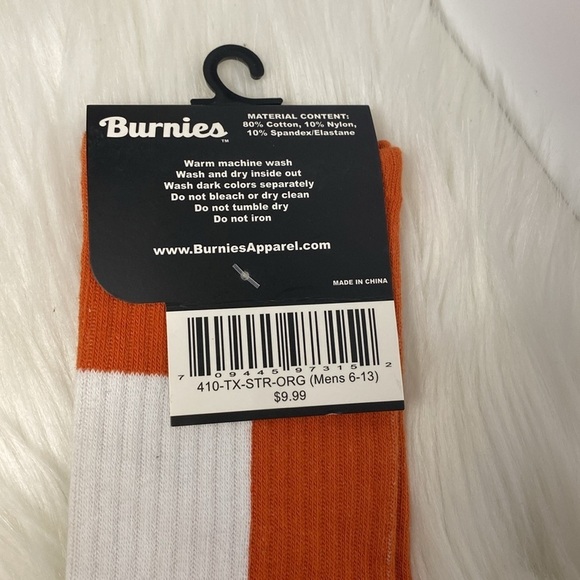 Burnies™
MATERIAL CONTENT:
80% Cotton, 10% Nylon,
10% Spandex/Elastane
Warm machine wash
Wash and dry inside out
Wash dark colors separately
Do not bleach or dry clean
Do not tumble dry
Do not iron
www.BurniesApparel.com
MADE IN CHINA
7 09445 97315 2
410-TX-STR-ORG (Mens 6-13)
$9.99